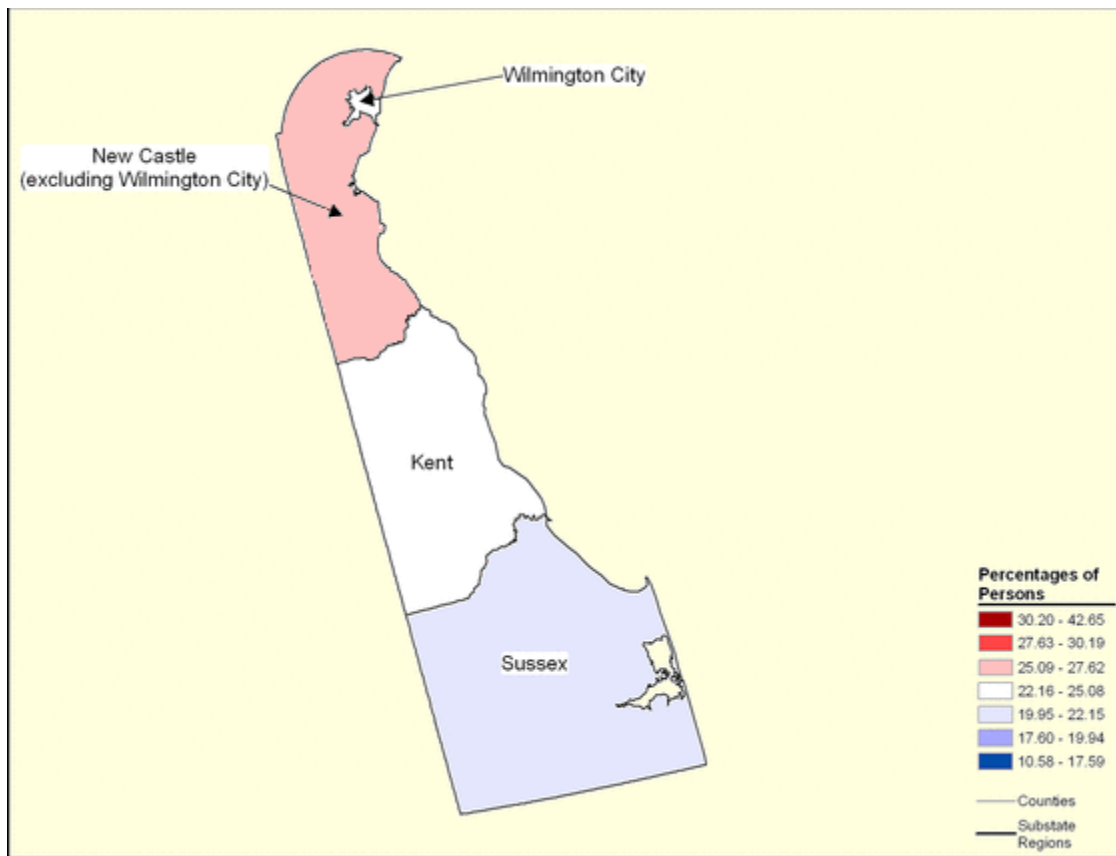 Wilmington City
New Castle
(excluding Wilmington City)
Kent
Sussex
Percentages of
Persons
30.20 - 42.65
27.63 - 30.19
25.09 - 27.62
22.16 - 25.08
19.95 - 22.15
17.60 - 19.94
10.58 - 17.59
Counties
Substate
Regions